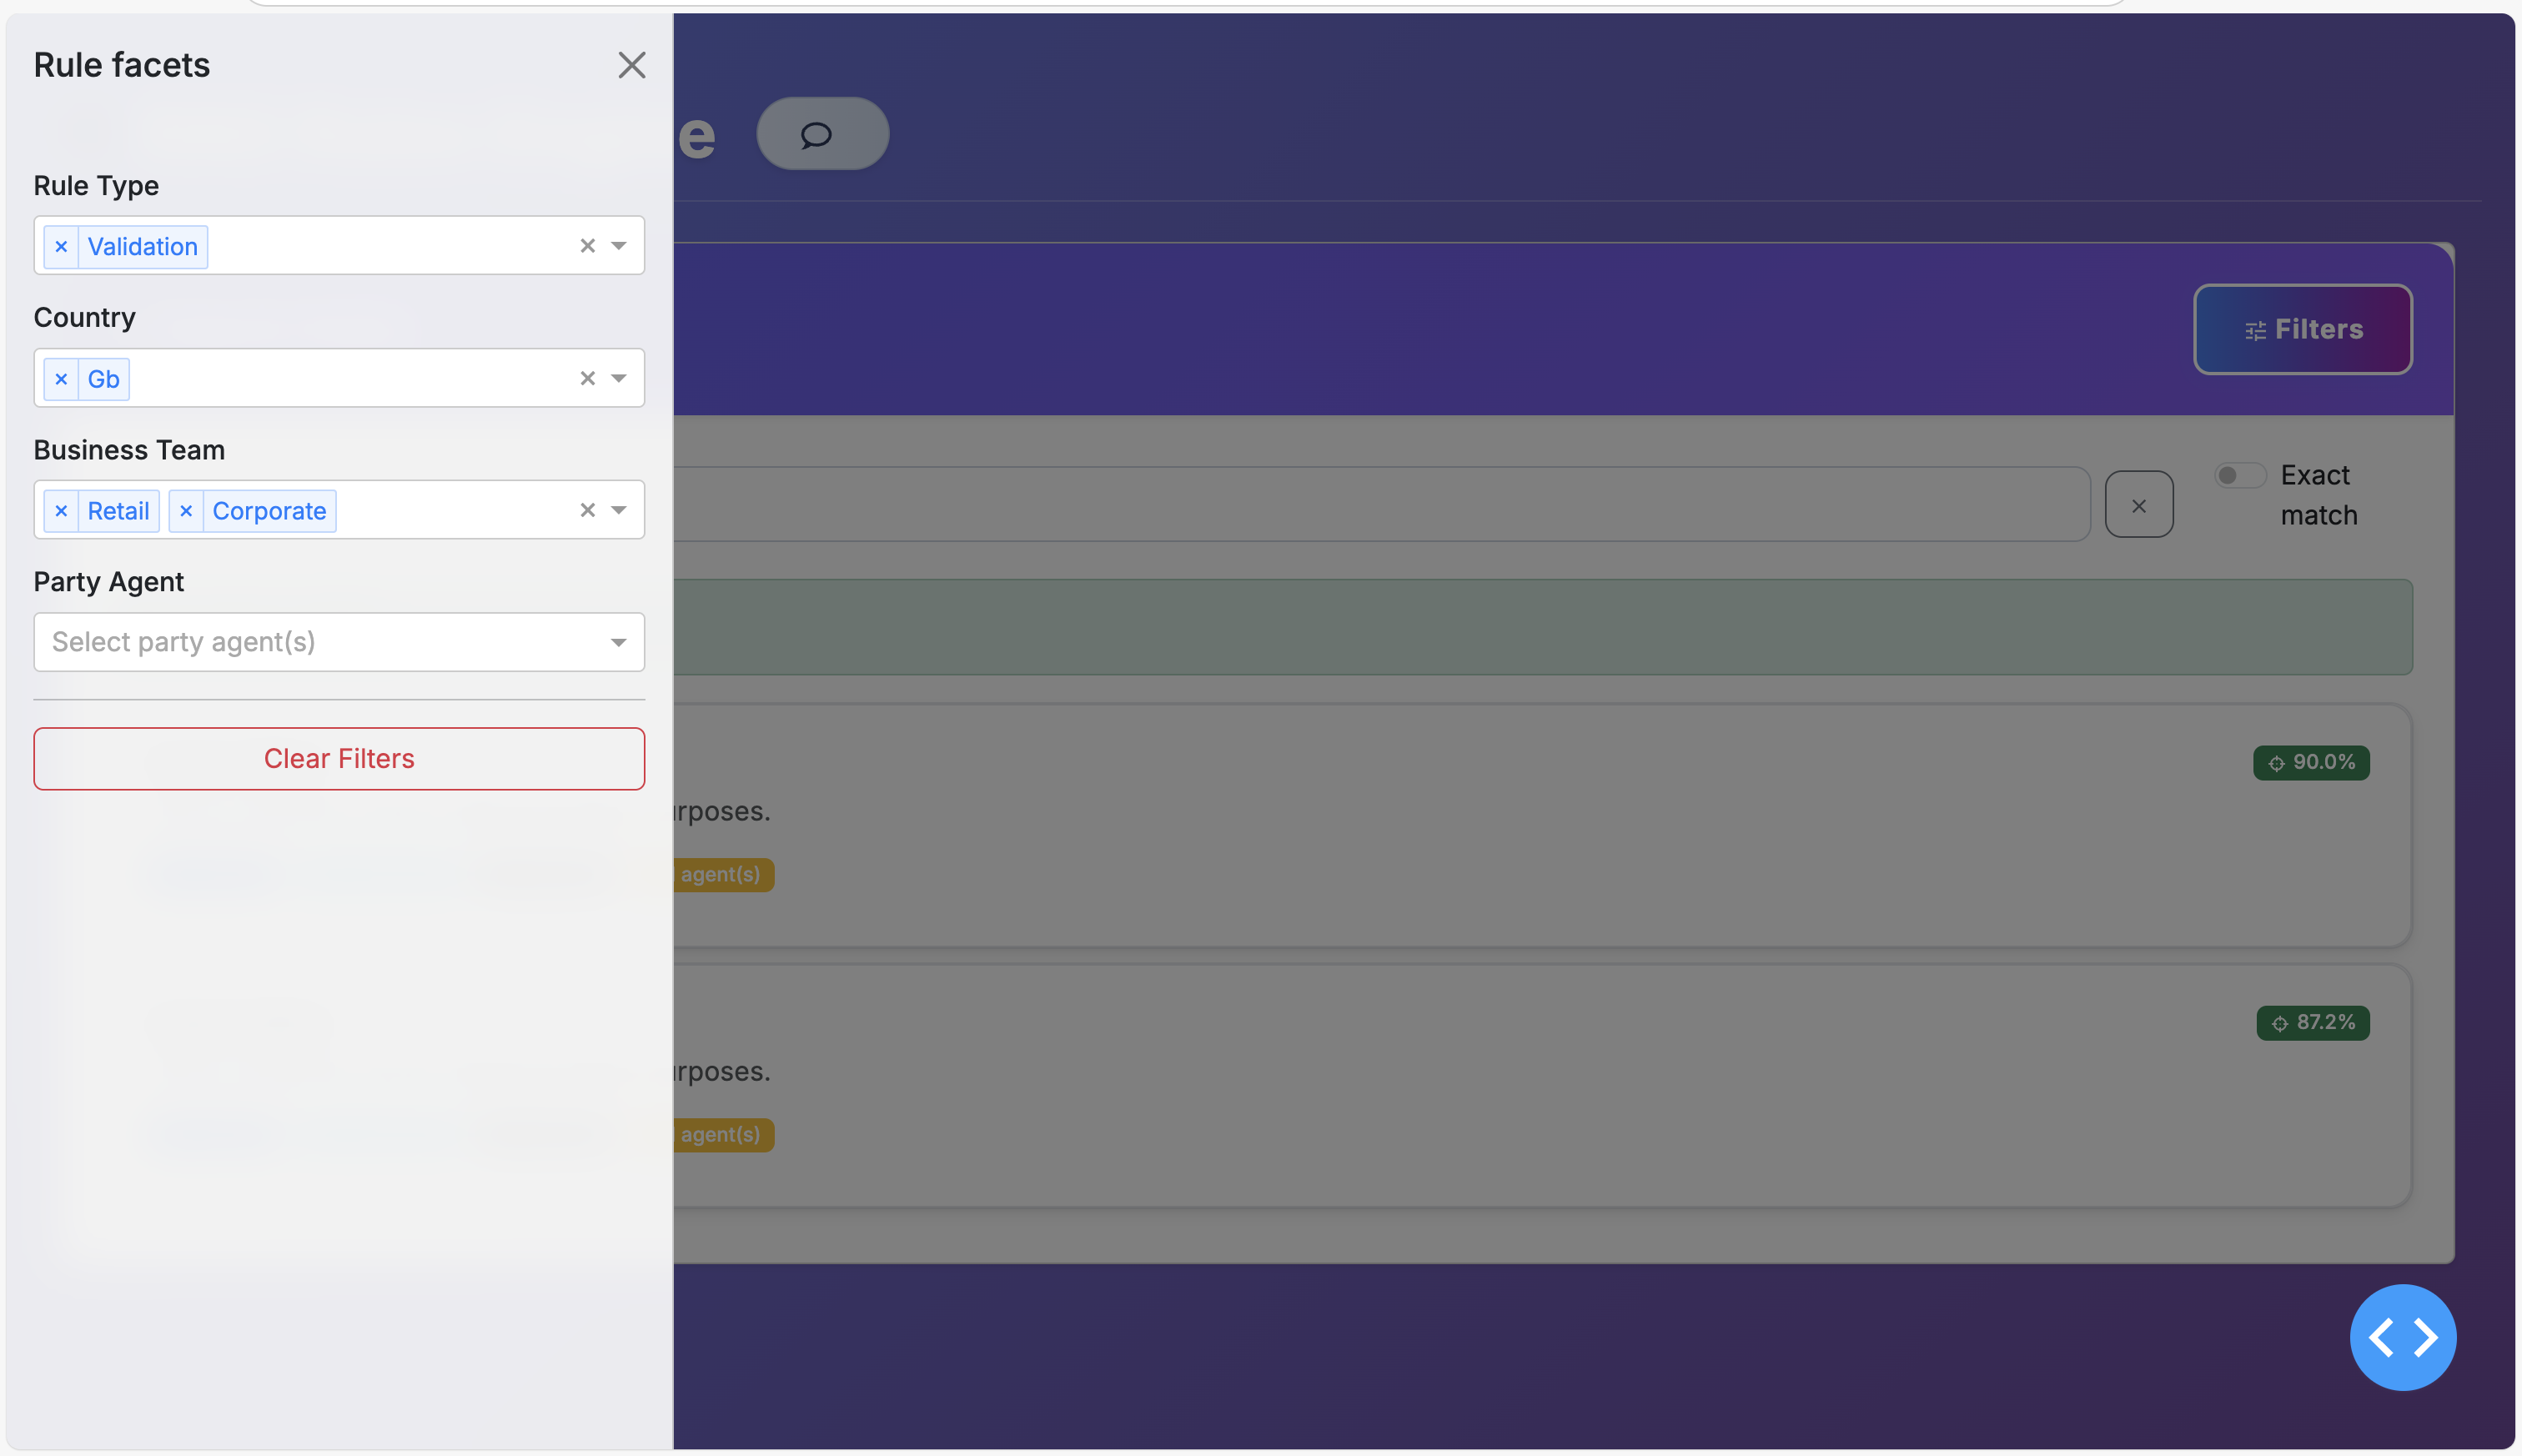 Rule facets
e
Rule Type
× Validation
Country
× Gb
Business Team
× Retail × Corporate
Party Agent
Select party agent(s)
Clear Filters
Filters
Exact
match
90.0%
rposes.
agent(s)
87.2%
rposes.
agent(s)